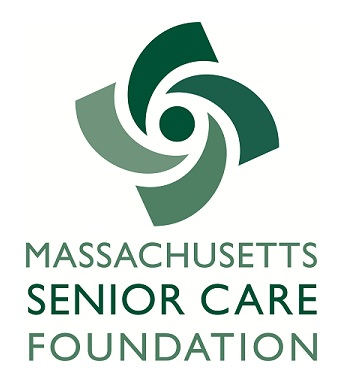 MASSACHUSETTS
SENIOR CARE
FOUNDATION